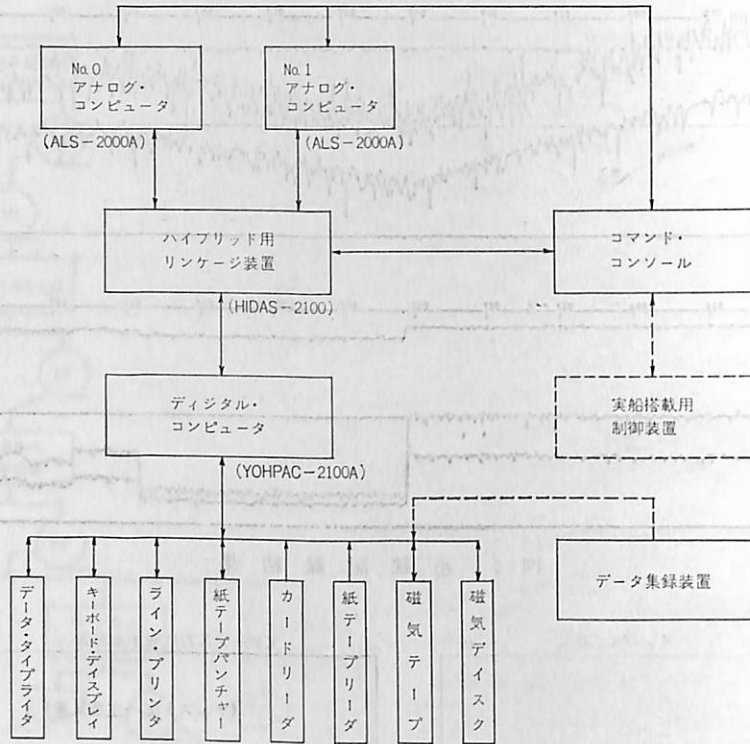 No. 0
アナログ・
コンピュータ
(ALS-2000A)
No. 1
アナログ・
コンピュータ
(ALS-2000A)
ハイブリッド用
リンケージ装置
(HIDAS-2100)
コマンド・
コンソール
ディジタル・
コンピュータ
(YOHPAC-2100A)
実船搭載用
制御装置
データ集録装置
データ・タイプライタ
キーボード・ディスプレイ
ライン・プリンタ
紙テープパンチャー
カードリーダ
紙テープリーダ
磁気テープ
磁気ディスク